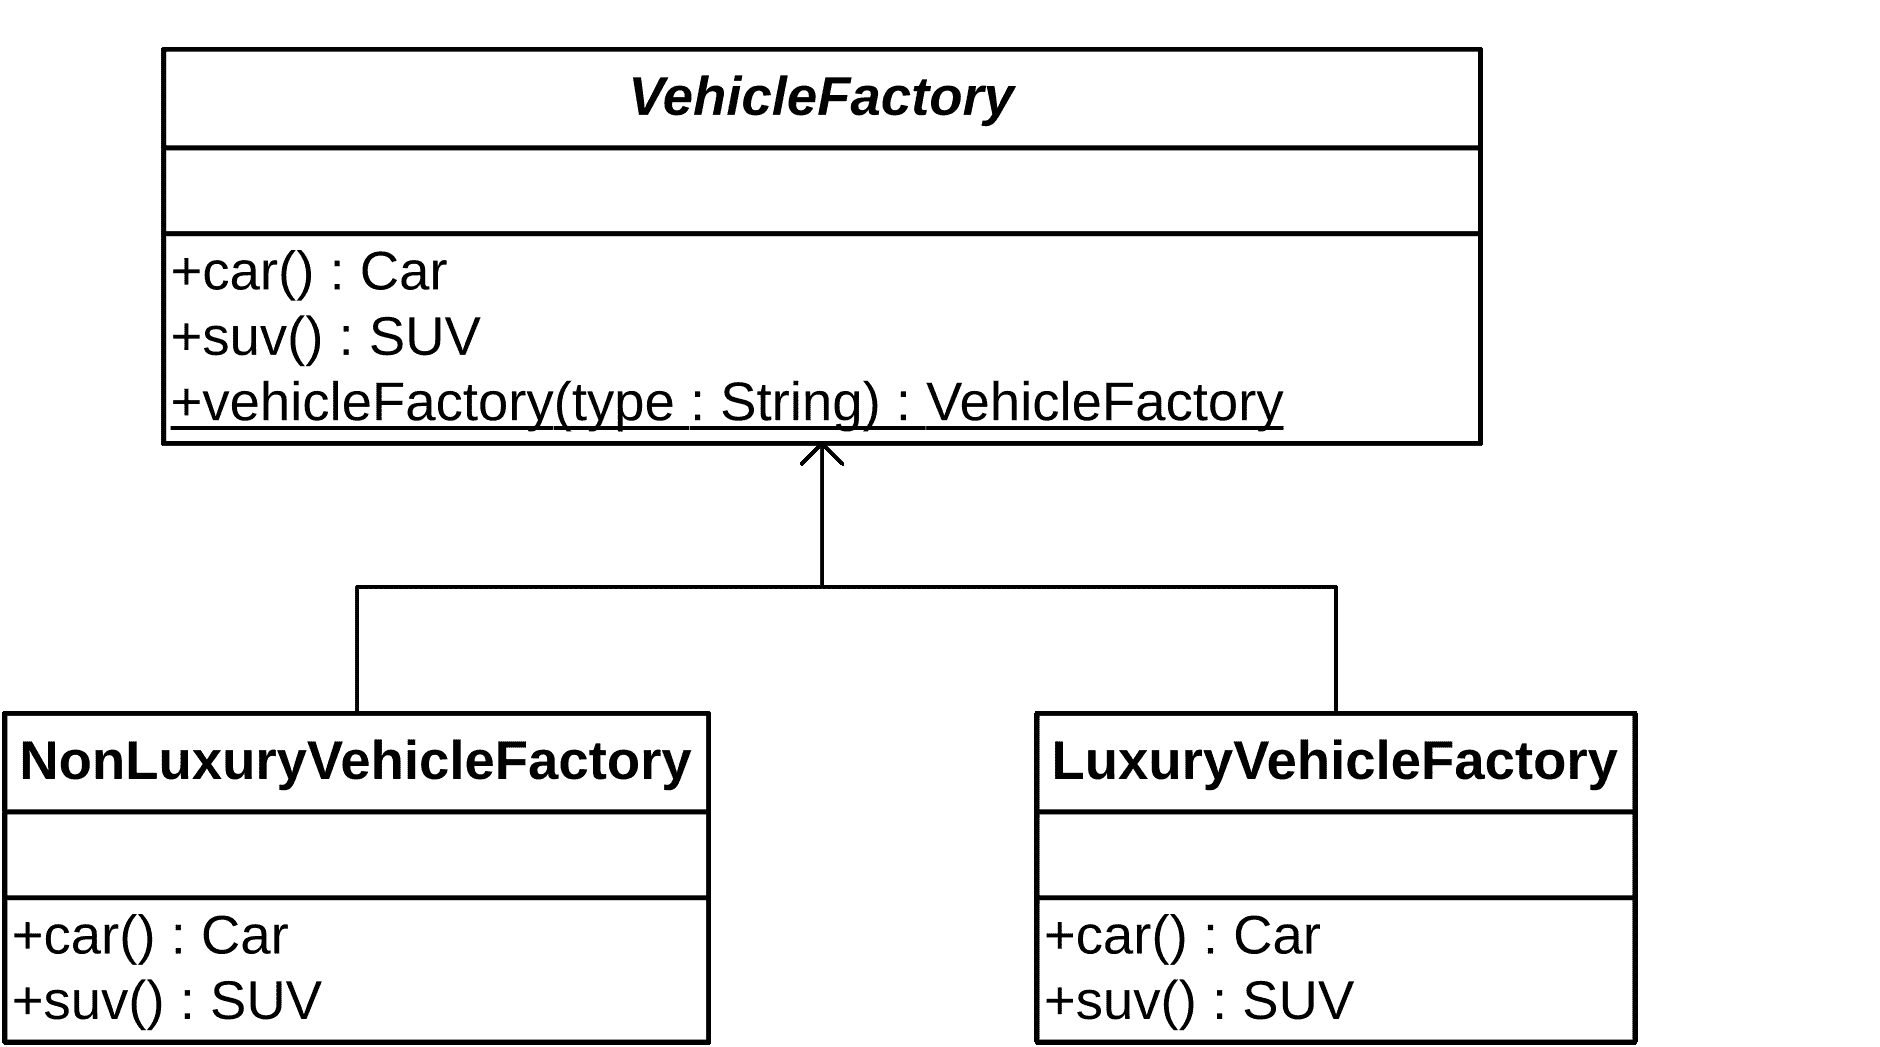 VehicleFactory
+car() : Car
+suv() : SUV
+vehicleFactory(type : String) : VehicleFactory
NonLuxuryVehicleFactory
+car() : Car
+suv() : SUV
LuxuryVehicleFactory
+car() : Car
+suv() : SUV